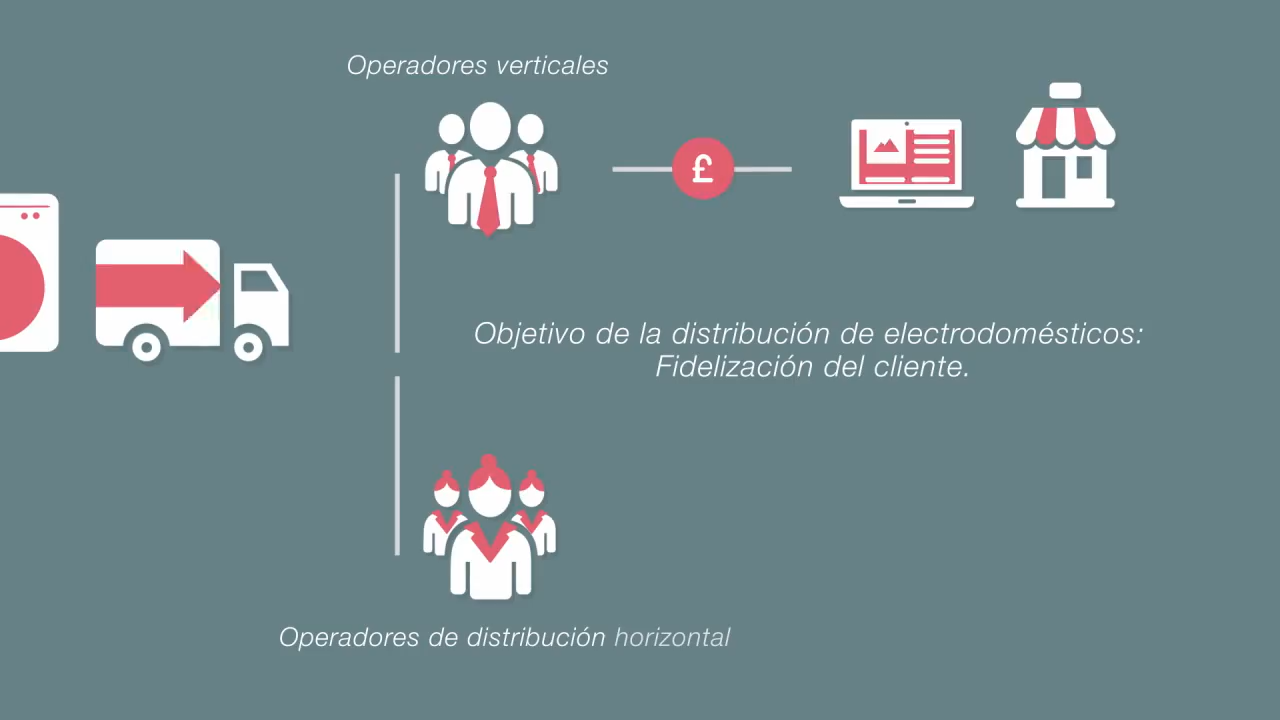 Operadores verticales
£
Objetivo de la distribución de electrodomésticos:
Fidelización del cliente.
Operadores de distribución horizontal